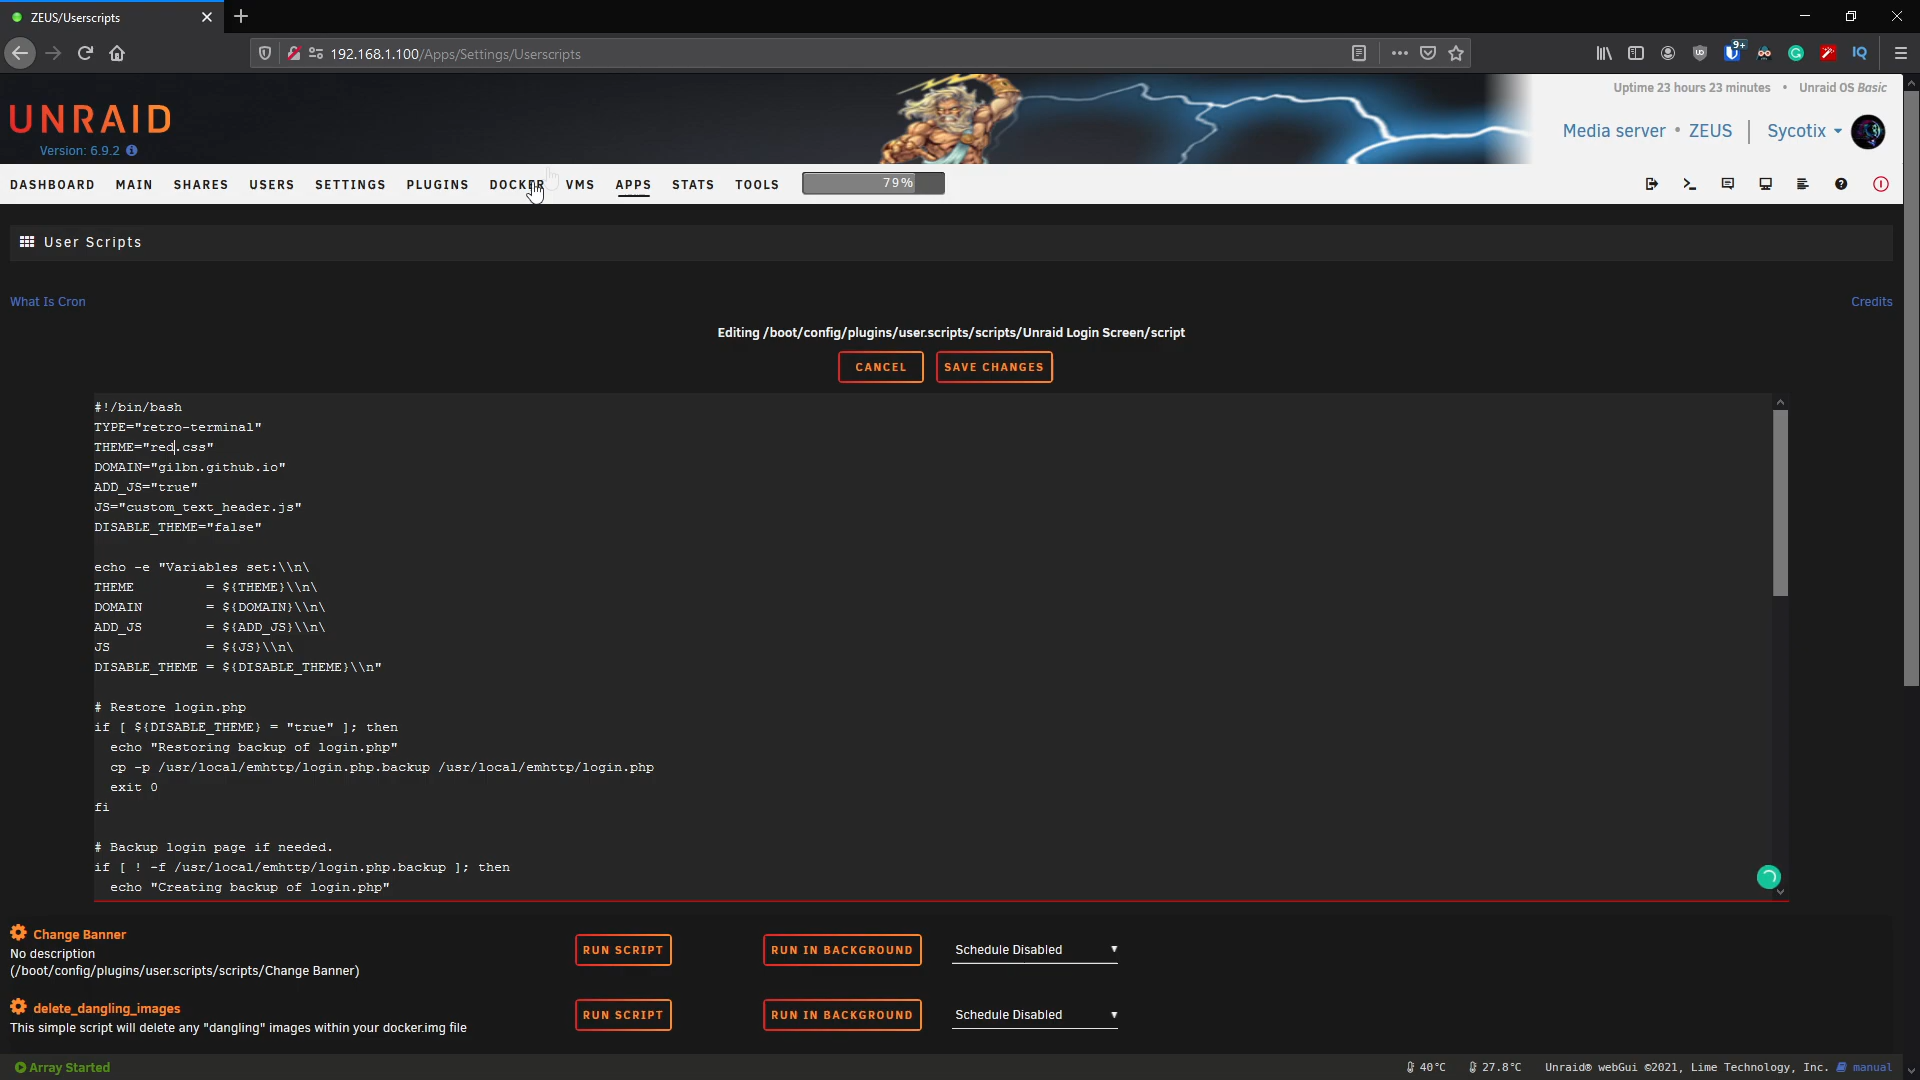 ZEUS/Userscripts
192.168.1.100/Apps/Settings/Userscripts
9+
IQ
UNRAID
Version: 6.9.2
Uptime 23 hours 23 minutes • Unraid OS Basic
Media server • ZEUS | Sycotix
DASHBOARD MAIN SHARES USERS SETTINGS PLUGINS DOCKER VMS APPS STATS TOOLS 79%
User Scripts
What Is Cron
Credits
Editing /boot/config/plugins/user.scripts/scripts/Unraid Login Screen/script
CANCEL SAVE CHANGES
#!/bin/bash
TYPE="retro-terminal"
THEME="red.css"
DOMAIN="gilbn.github.io"
ADD_JS="true"
JS="custom_text_header.js"
DISABLE_THEME="false"
echo -e "Variables set:\\n\
THEME         = ${THEME}\\n\
DOMAIN        = ${DOMAIN}\\n\
ADD_JS        = ${ADD_JS}\\n\
JS            = ${JS}\\n\
DISABLE_THEME = ${DISABLE_THEME}\\n"
# Restore login.php
if [ ${DISABLE_THEME} = "true" ]; then
  echo "Restoring backup of login.php"
  cp -p /usr/local/emhttp/login.php.backup /usr/local/emhttp/login.php
  exit 0
fi
# Backup login page if needed.
if [ ! -f /usr/local/emhttp/login.php.backup ]; then
  echo "Creating backup of login.php"
Change Banner
No description
(/boot/config/plugins/user.scripts/scripts/Change Banner)
RUN SCRIPT RUN IN BACKGROUND Schedule Disabled
delete_dangling_images
This simple script will delete any "dangling" images within your docker.img file
RUN SCRIPT RUN IN BACKGROUND Schedule Disabled
Array Started
40°C 27.8°C Unraid® webGui ©2021, Lime Technology, Inc. manual